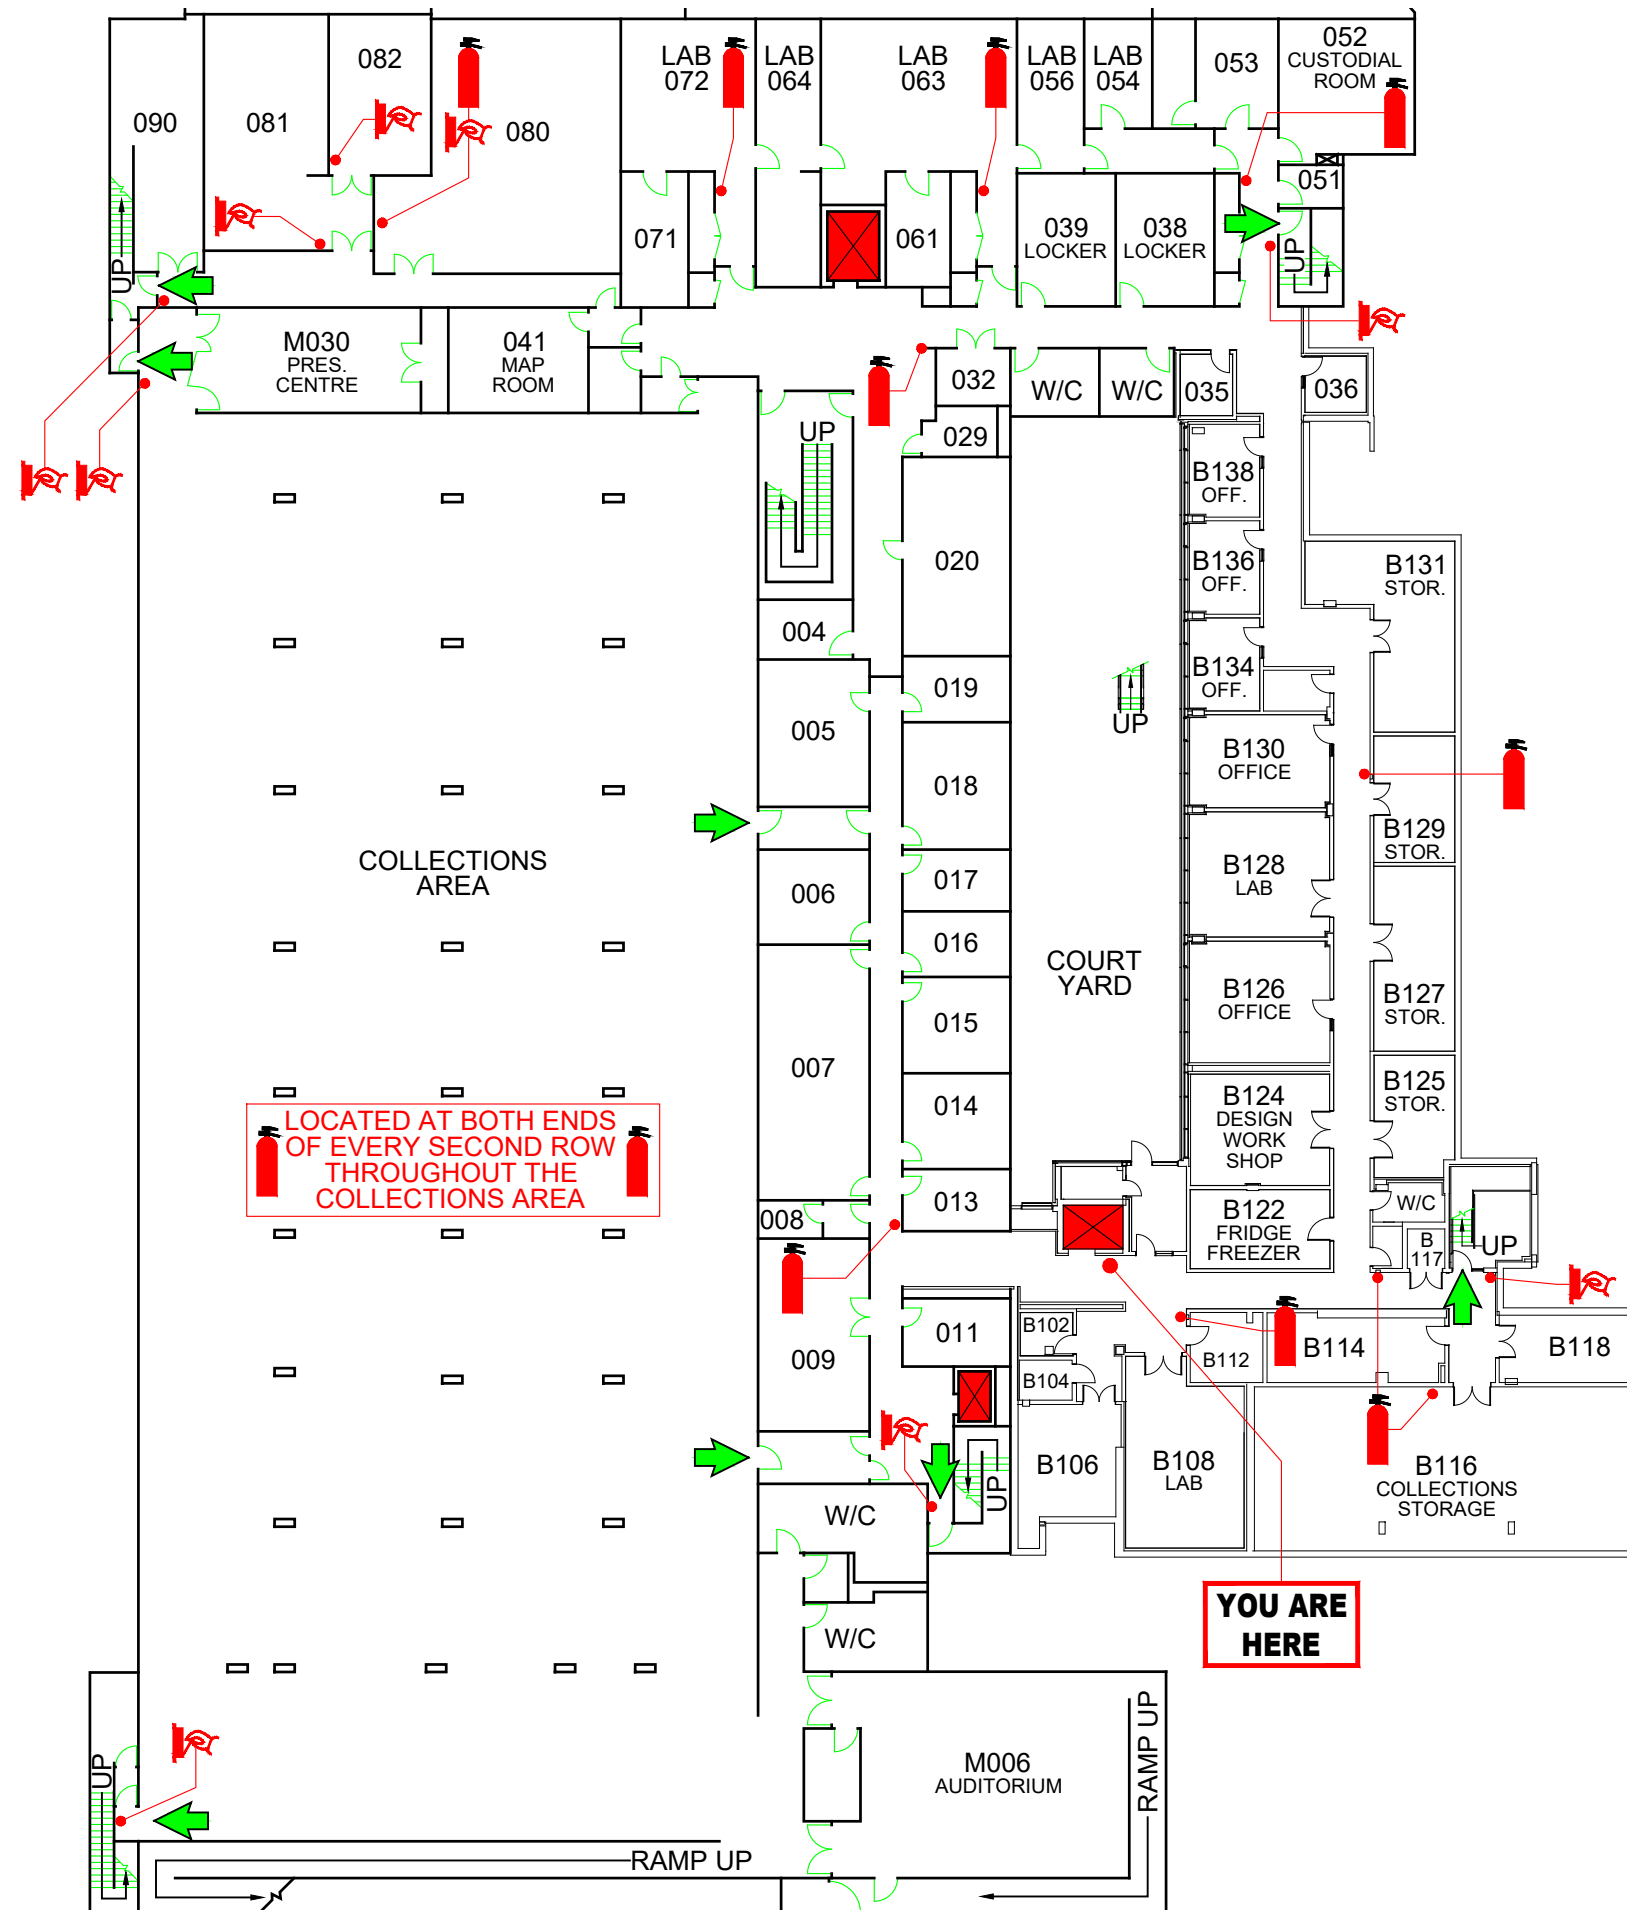 082
LAB
072
LAB
064
LAB
063
LAB
056
LAB
054
053
052
CUSTODIAL
ROOM
090
081
080
051
071
061
039
LOCKER
038
LOCKER
UP
UP
M030
PRES.
CENTRE
041
MAP
ROOM
032
W/C
W/C
035
036
029
UP
B138
OFF.
020
B136
OFF.
B131
STOR.
004
B134
OFF.
019
UP
005
018
B130
OFFICE
B129
STOR.
COLLECTIONS
AREA
006
017
B128
LAB
016
COURT
YARD
B126
OFFICE
B127
STOR.
015
007
014
B124
DESIGN
WORK
SHOP
B125
STOR.
LOCATED AT BOTH ENDS
OF EVERY SECOND ROW
THROUGHOUT THE
COLLECTIONS AREA
013
008
B122
FRIDGE
FREEZER
W/C
B
117
UP
011
009
B102
B104
B112
B114
B118
B106
B108
LAB
B116
COLLECTIONS
STORAGE
UP
W/C
W/C
YOU ARE
HERE
M006
AUDITORIUM
RAMP UP
UP
RAMP UP